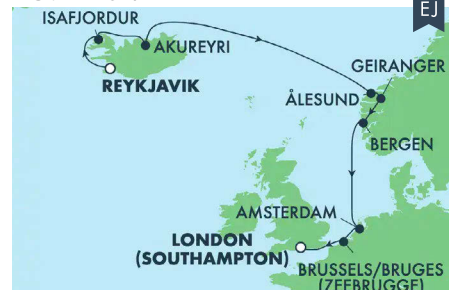 EJ
ISAFJORDUR
AKUREYRI
REYKJAVIK
GEIRANGER
ÅLESUND
BERGEN
AMSTERDAM
LONDON
(SOUTHAMPTON)
BRUSSELS/BRUGES
(ZEEBRUGGE)